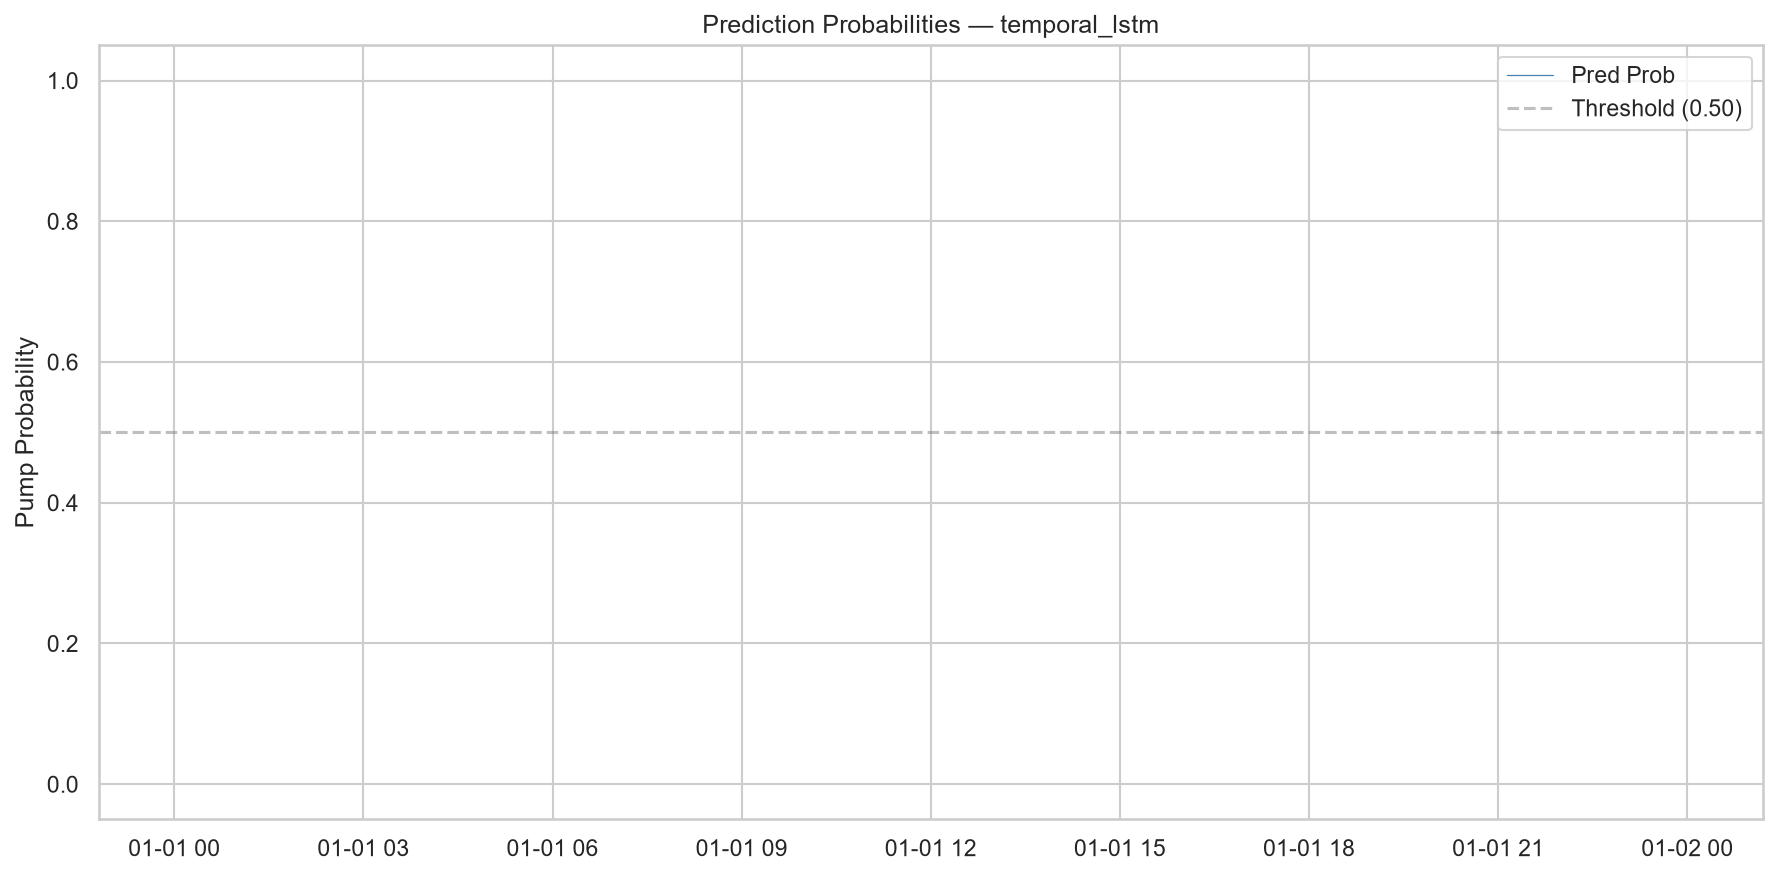 Prediction Probabilities — temporal_lstm
Pred Prob
Threshold (0.50)
Pump Probability
1.0
0.8
0.6
0.4
0.2
0.0
01-01 00 01-01 03 01-01 06 01-01 09 01-01 12 01-01 15 01-01 18 01-01 21 01-02 00